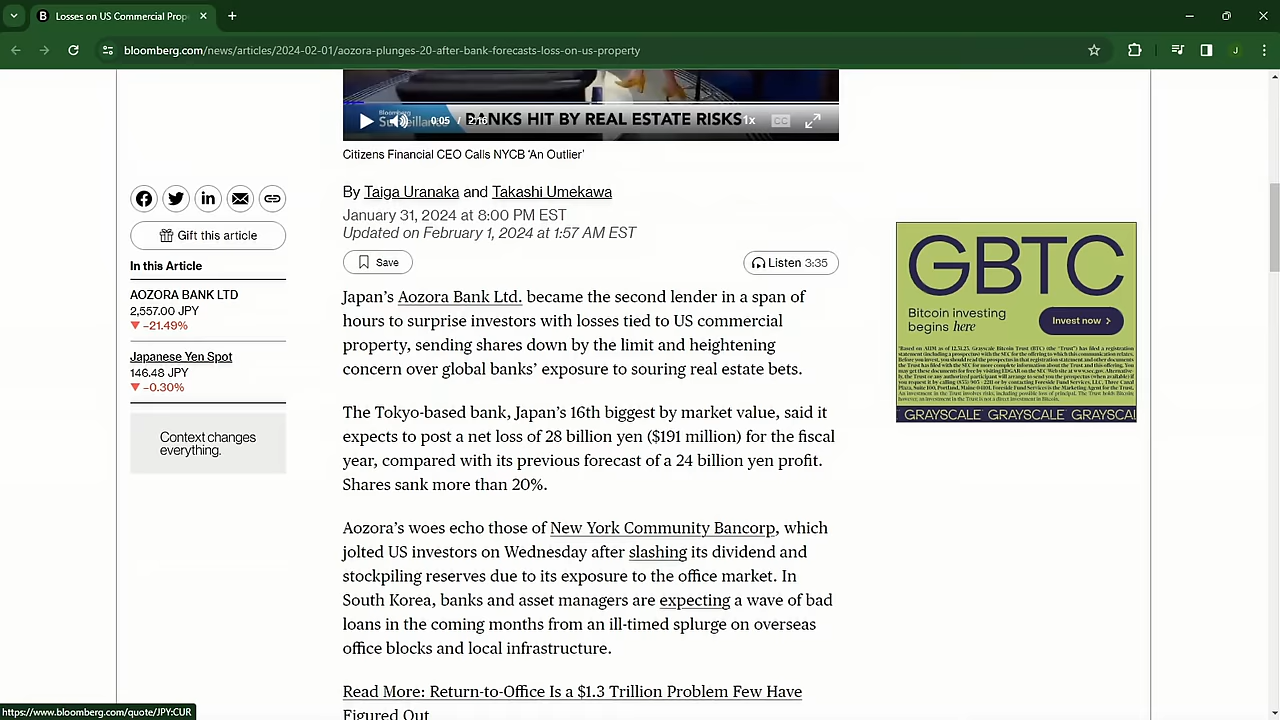 Losses on US Commercial Prop
bloomberg.com/news/articles/2024-02-01/aozora-plunges-20-after-bank-forecasts-loss-on-us-property
J
Bloomberg
Surveillance
BANKS HIT BY REAL ESTATE RISKS
0:05 / 2:16
1x
CC
Citizens Financial CEO Calls NYCB 'An Outlier'
By Taiga Uranaka and Takashi Umekawa
January 31, 2024 at 8:00 PM EST
Updated on February 1, 2024 at 1:57 AM EST
Save
Listen 3:35
Gift this article
In this Article
AOZORA BANK LTD
2,557.00 JPY
▼ −21.49%
Japanese Yen Spot
146.48 JPY
▼ −0.30%
Context changes
everything.
Japan's Aozora Bank Ltd. became the second lender in a span of
hours to surprise investors with losses tied to US commercial
property, sending shares down by the limit and heightening
concern over global banks' exposure to souring real estate bets.
The Tokyo-based bank, Japan's 16th biggest by market value, said it
expects to post a net loss of 28 billion yen ($191 million) for the fiscal
year, compared with its previous forecast of a 24 billion yen profit.
Shares sank more than 20%.
Aozora's woes echo those of New York Community Bancorp, which
jolted US investors on Wednesday after slashing its dividend and
stockpiling reserves due to its exposure to the office market. In
South Korea, banks and asset managers are expecting a wave of bad
loans in the coming months from an ill-timed splurge on overseas
office blocks and local infrastructure.
Read More: Return-to-Office Is a $1.3 Trillion Problem Few Have
Figured Out
GBTC
Bitcoin investing
begins here
Invest now >
GRAYSCALE GRAYSCALE GRAYSCAL
https://www.bloomberg.com/quote/JPY:CUR